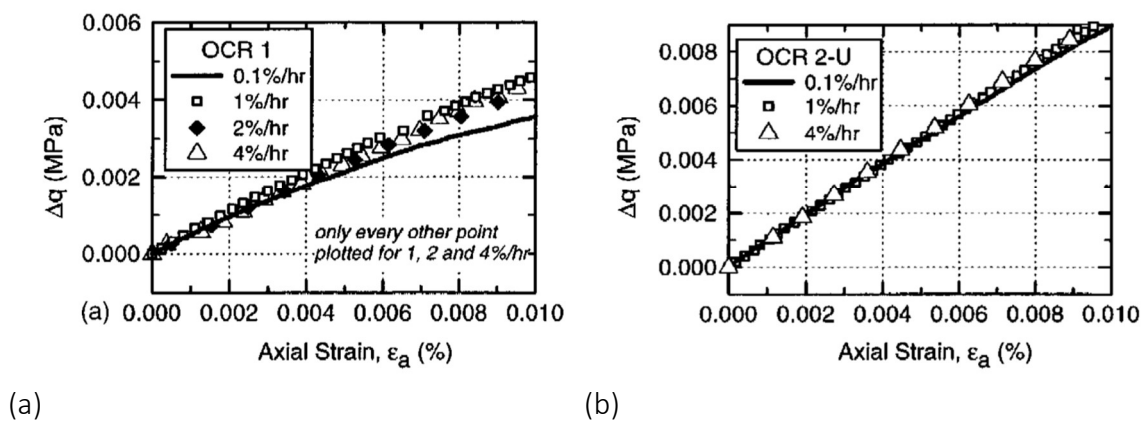 0.006
OCR 1
0.1%/hr
1%/hr
2%/hr
4%/hr
0.004
0.002
0.000
Δq (MPa)
only every other point
plotted for 1, 2 and 4%/hr
(a)
0.000 0.002 0.004 0.006 0.008 0.010
Axial Strain, εa (%)
(a)
0.008
0.006
0.004
0.002
0.000
Δq (MPa)
OCR 2-U
0.1%/hr
1%/hr
4%/hr
0.000 0.002 0.004 0.006 0.008 0.010
Axial Strain, εa (%)
(b)